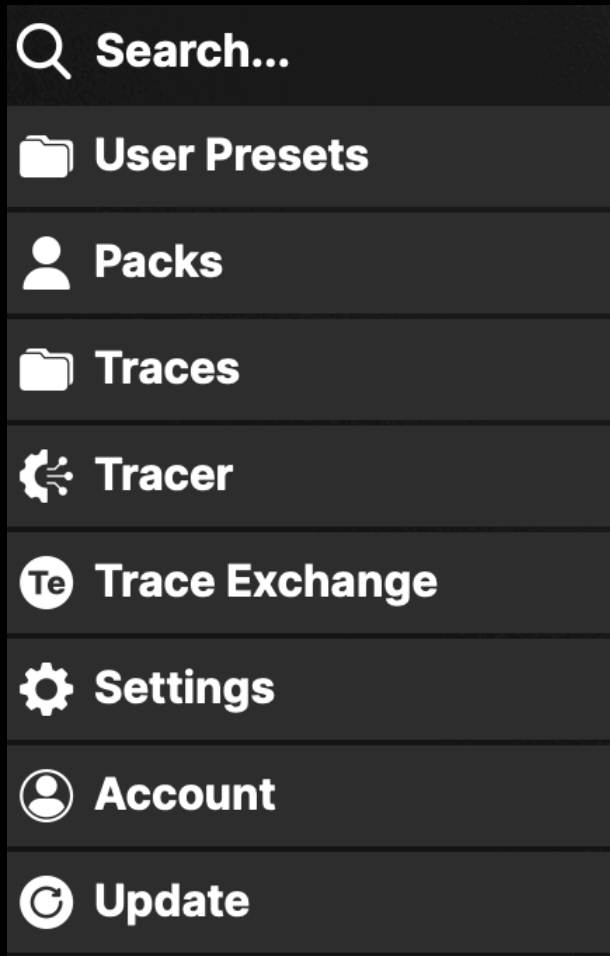 Search...
User Presets
Packs
Traces
Tracer
Te Trace Exchange
Settings
Account
Update